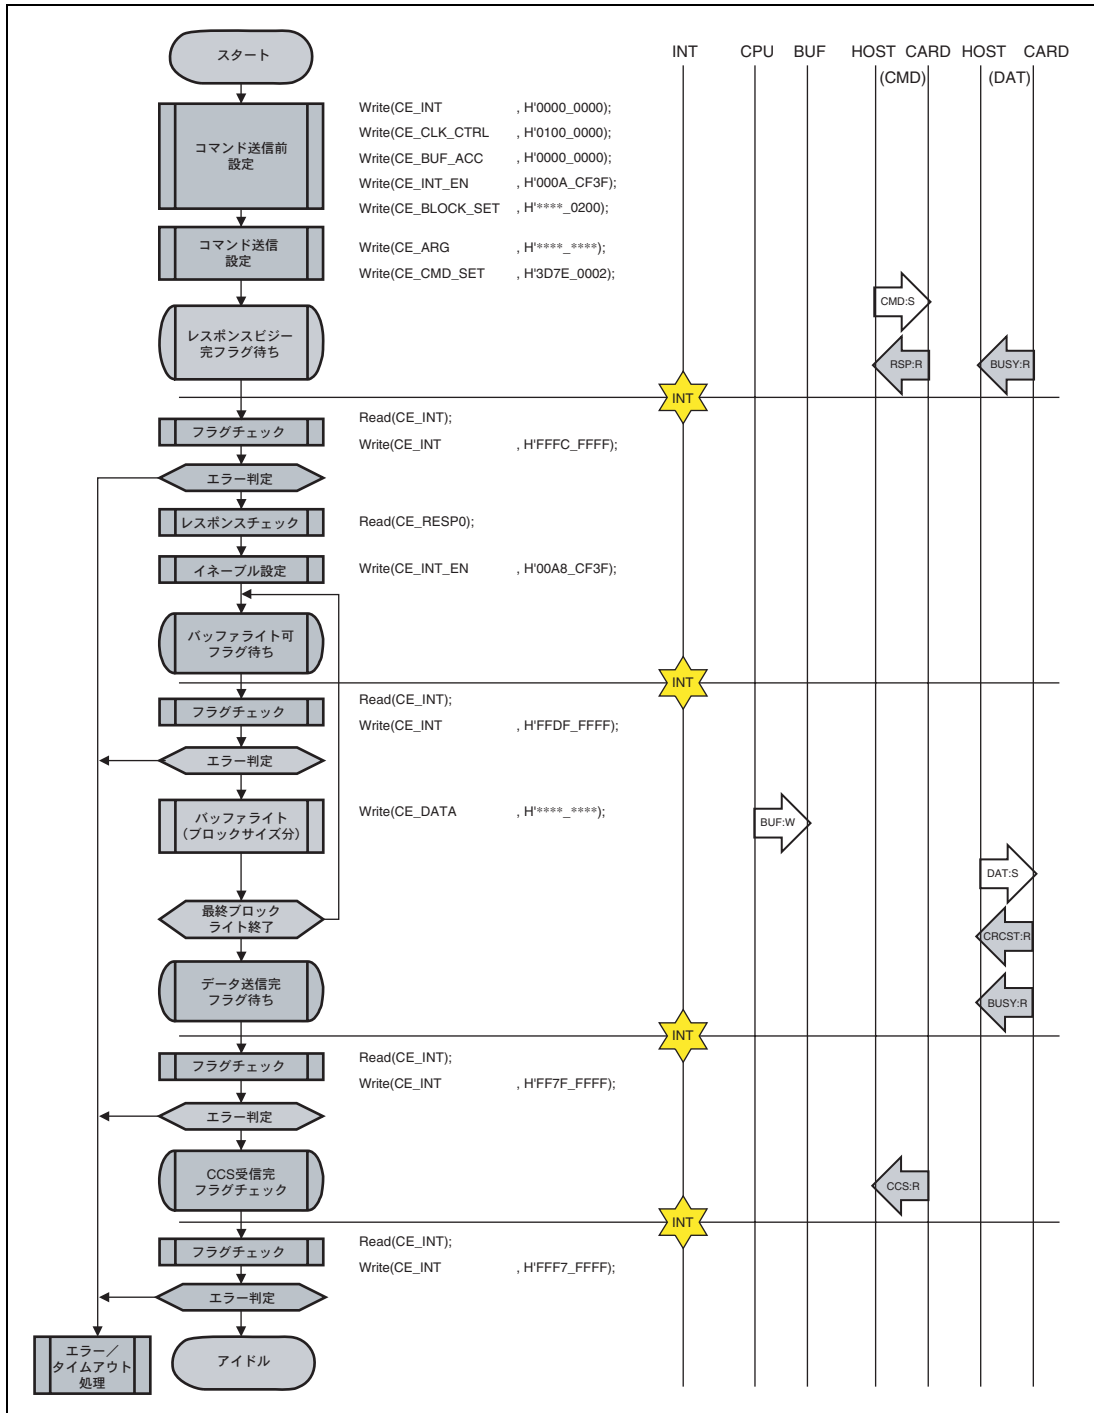 スタート
INT CPU BUF HOST CARD HOST CARD
(CMD) (DAT)
コマンド送信前
設定
Write(CE_INT , H'0000_0000);
Write(CE_CLK_CTRL , H'0100_0000);
Write(CE_BUF_ACC , H'0000_0000);
Write(CE_INT_EN , H'000A_CF3F);
Write(CE_BLOCK_SET , H'****_0200);
コマンド送信
設定
Write(CE_ARG , H'****_****);
Write(CE_CMD_SET , H'3D7E_0002);
CMD:S
レスポンスビジー
完フラグ待ち
RSP:R
BUSY:R
INT
フラグチェック
Read(CE_INT);
Write(CE_INT , H'FFFC_FFFF);
エラー判定
レスポンスチェック
Read(CE_RESP0);
イネーブル設定
Write(CE_INT_EN , H'00A8_CF3F);
バッファライト可
フラグ待ち
INT
フラグチェック
Read(CE_INT);
Write(CE_INT , H'FFDF_FFFF);
エラー判定
バッファライト
(ブロックサイズ分)
Write(CE_DATA , H'****_****);
BUF:W
DAT:S
最終ブロック
ライト終了
CRCST:R
データ送信完
フラグ待ち
BUSY:R
INT
フラグチェック
Read(CE_INT);
Write(CE_INT , H'FF7F_FFFF);
エラー判定
CCS受信完
フラグチェック
CCS:R
INT
フラグチェック
Read(CE_INT);
Write(CE_INT , H'FFF7_FFFF);
エラー判定
エラー／
タイムアウト
処理
アイドル